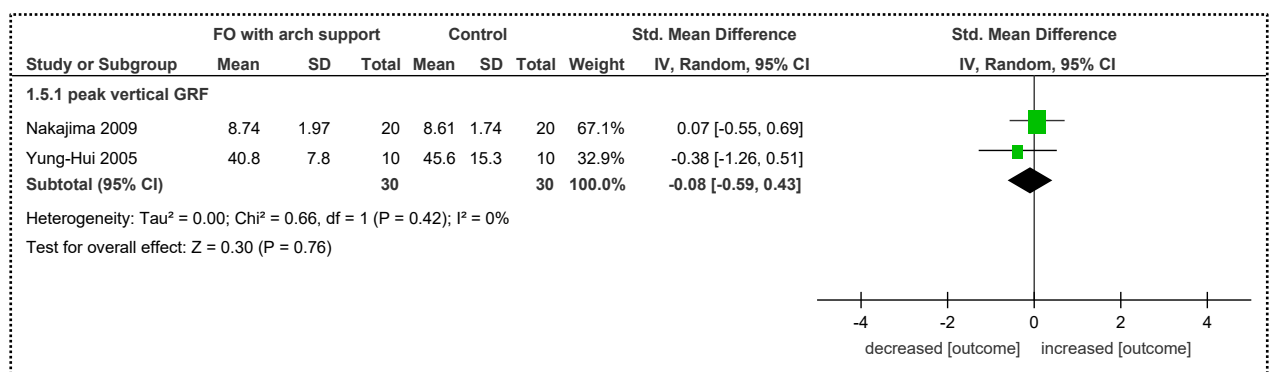 FO with arch support Control Std. Mean Difference Std. Mean Difference
Study or Subgroup Mean SD Total Mean SD Total Weight IV, Random, 95% CI IV, Random, 95% CI
1.5.1 peak vertical GRF
Nakajima 2009 8.74 1.97 20 8.61 1.74 20 67.1% 0.07 [-0.55, 0.69]
Yung-Hui 2005 40.8 7.8 10 45.6 15.3 10 32.9% -0.38 [-1.26, 0.51]
Subtotal (95% CI) 30 30 100.0% -0.08 [-0.59, 0.43]
Heterogeneity: Tau² = 0.00; Chi² = 0.66, df = 1 (P = 0.42); I² = 0%
Test for overall effect: Z = 0.30 (P = 0.76)
-4 -2 0 2 4
decreased [outcome] increased [outcome]